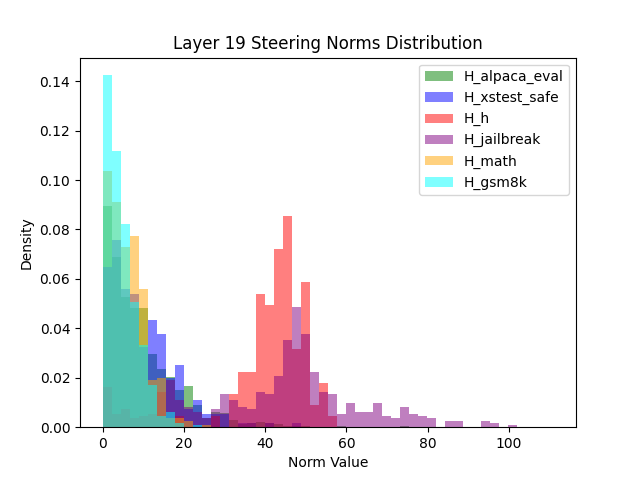 Layer 19 Steering Norms Distribution
H_alpaca_eval
H_xstest_safe
H_h
H_jailbreak
H_math
H_gsm8k
0.14
0.12
0.10
0.08
0.06
0.04
0.02
0.00
Density
0 20 40 60 80 100
Norm Value